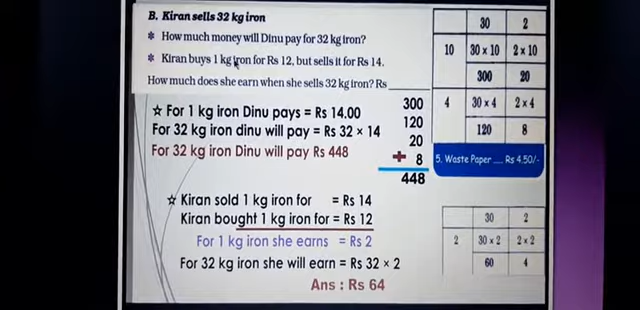 B. Kiran sells 32 kg iron
* How much money will Dinu pay for 32 kg iron?
* Kiran buys 1 kg iron for Rs 12, but sells it for Rs 14.
How much does she earn when she sells 32 kg iron? Rs ______
☆ For 1 kg iron Dinu pays = Rs 14.00
For 32 kg iron dinu will pay = Rs 32 × 14
For 32 kg iron Dinu will pay Rs 448
300
120
20
+ 8
448
30 2
10 30 x 10 2 x 10
300 20
4 30 x 4 2 x 4
120 8
5. Waste Paper .... Rs 4.50/-
☆ Kiran sold 1 kg iron for = Rs 14
Kiran bought 1 kg iron for = Rs 12
For 1 kg iron she earns = Rs 2
For 32 kg iron she will earn = Rs 32 × 2
Ans : Rs 64
30 2
2 30 x 2 2 x 2
60 4